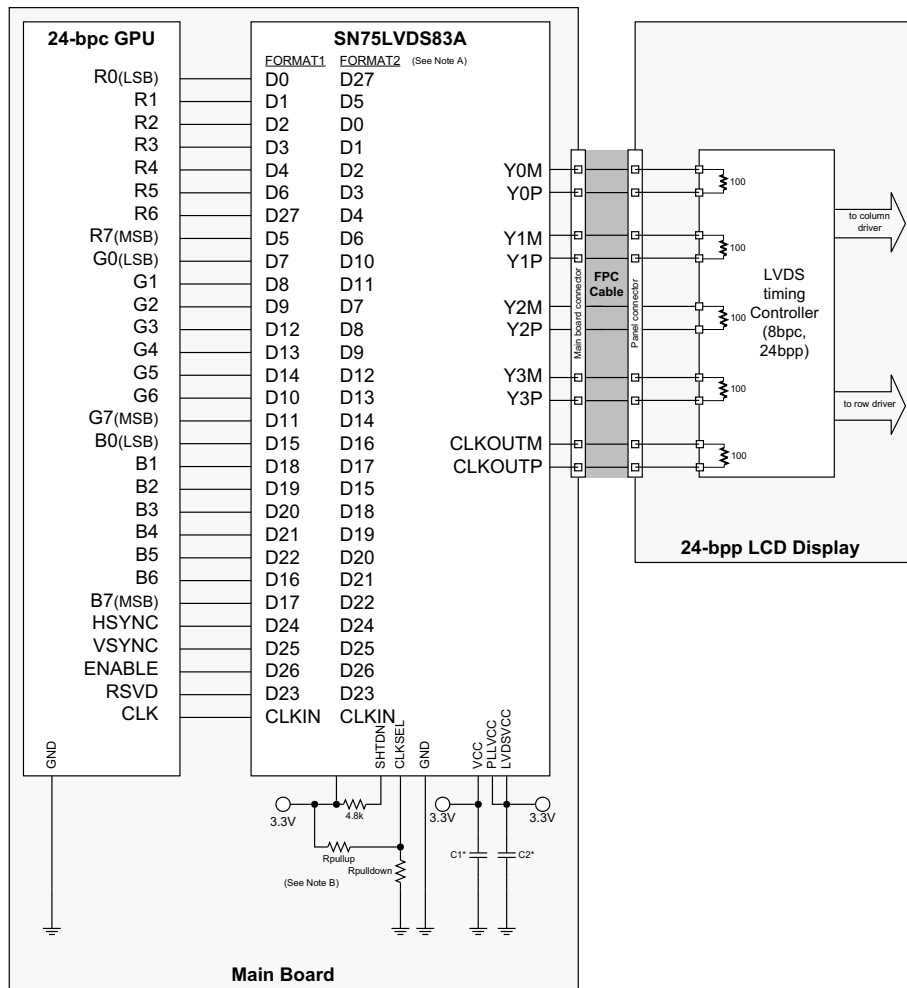 24-bpc GPU
SN75LVDS83A
FORMAT1 FORMAT2 (See Note A)
R0(LSB) D0 D27
R1 D1 D5
R2 D2 D0
R3 D3 D1
R4 D4 D2
R5 D6 D3
R6 D27 D4
R7(MSB) D5 D6
G0(LSB) D7 D10
G1 D8 D11
G2 D9 D7
G3 D12 D8
G4 D13 D9
G5 D14 D12
G6 D10 D13
G7(MSB) D11 D14
B0(LSB) D15 D16
B1 D18 D17
B2 D19 D15
B3 D20 D18
B4 D21 D19
B5 D22 D20
B6 D16 D21
B7(MSB) D17 D22
HSYNC D24 D24
VSYNC D25 D25
ENABLE D26 D26
RSVD D23 D23
CLK CLKIN CLKIN
Y0M
Y0P
Y1M
Y1P
Y2M
Y2P
Y3M
Y3P
CLKOUTM
CLKOUTP
Main board connector
FPC
Cable
Panel connector
100
100
100
100
100
LVDS
timing
Controller
(8bpc,
24bpp)
to column
driver
to row driver
24-bpp LCD Display
GND
SHTDN
CLKSEL
GND
VCC
PLLVCC
LVDSVCC
3.3V
4.8k
3.3V
3.3V
Rpullup
Rpulldown
C1*
C2*
(See Note B)
Main Board